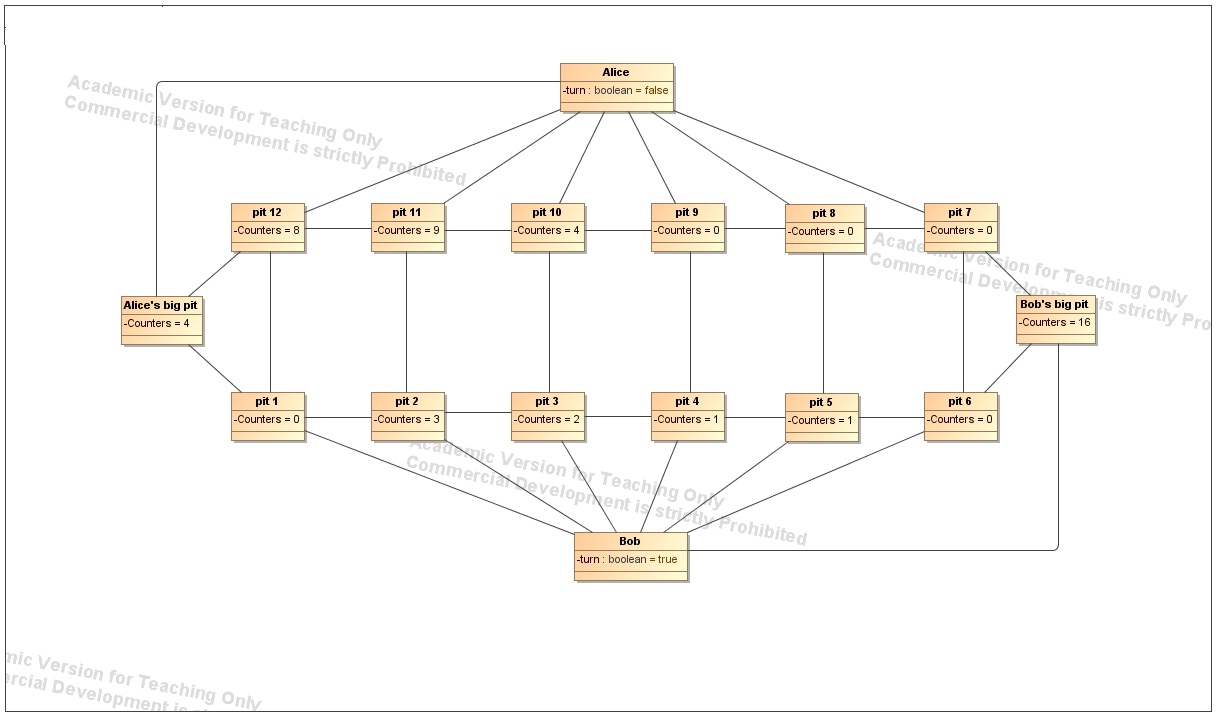 Alice
-turn : boolean = false
Academic Version for Teaching Only
Commercial Development is strictly Prohibited
pit 12
-Counters = 8
pit 11
-Counters = 9
pit 10
-Counters = 4
pit 9
-Counters = 0
pit 8
-Counters = 0
pit 7
-Counters = 0
Academic Version for Teaching Only
Commercial Development is strictly Pro
Alice's big pit
-Counters = 4
Bob's big pit
-Counters = 16
pit 1
-Counters = 0
pit 2
-Counters = 3
pit 3
-Counters = 2
pit 4
-Counters = 1
pit 5
-Counters = 1
pit 6
-Counters = 0
Academic Version for Teaching Only
Commercial Development is strictly Prohibited
Bob
-turn : boolean = true
mic Version for Teaching Only
ercial Development is